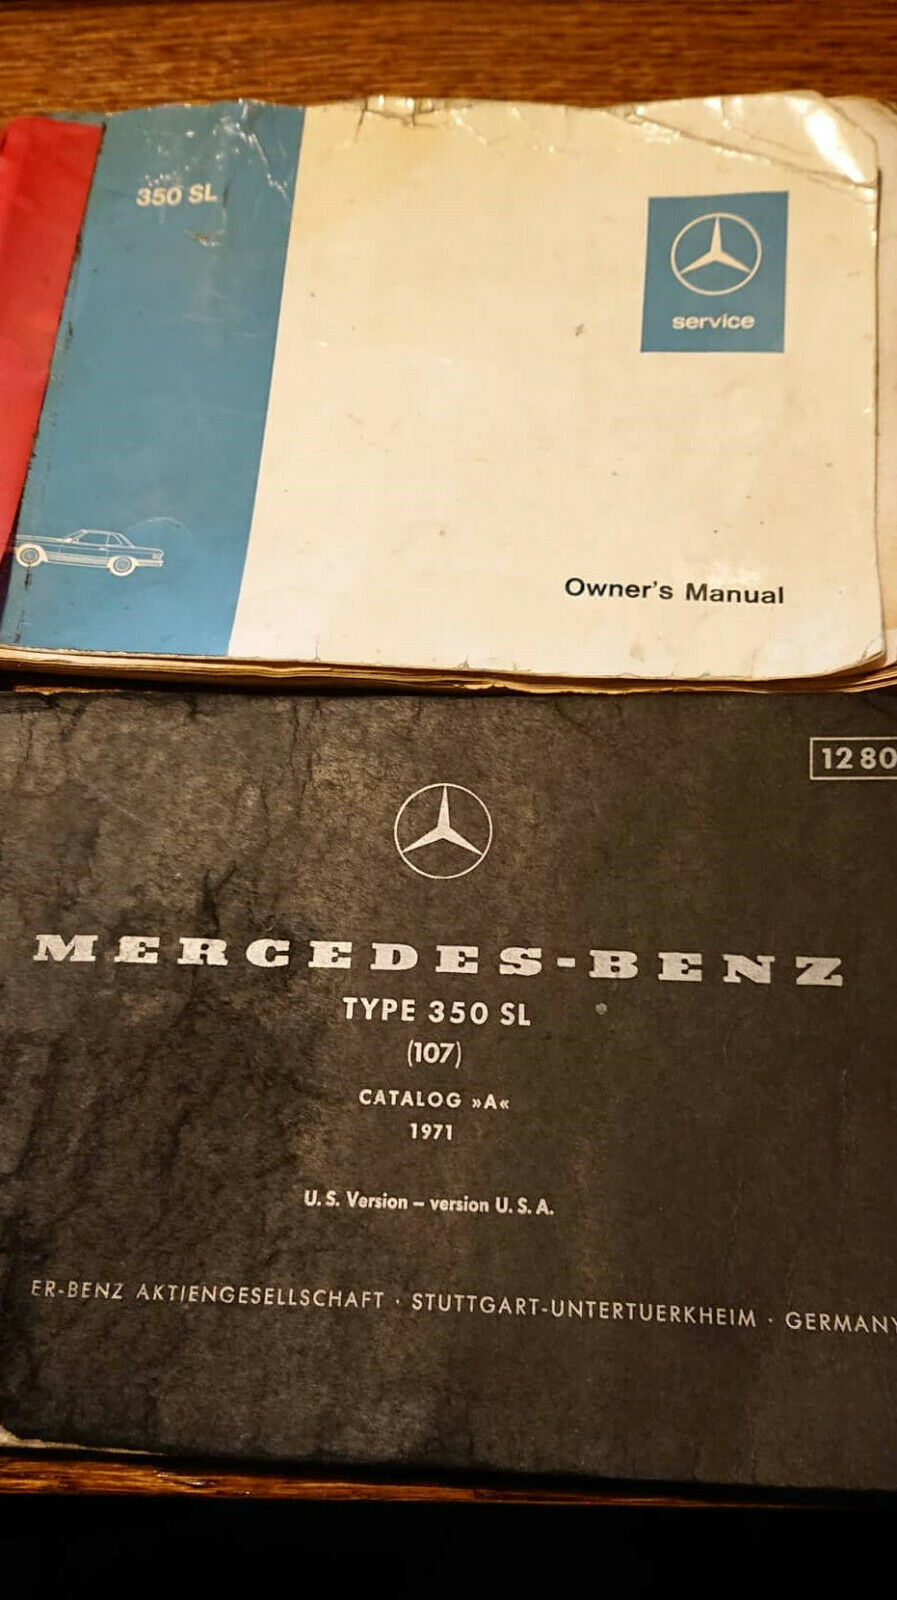 350 SL
service
Owner's Manual
12 80
MERCEDES-BENZ
TYPE 350 SL
(107)
CATALOG »A«
1971
U. S. Version – version U. S. A.
ER-BENZ AKTIENGESELLSCHAFT · STUTTGART-UNTERTUERKHEIM · GERMANY